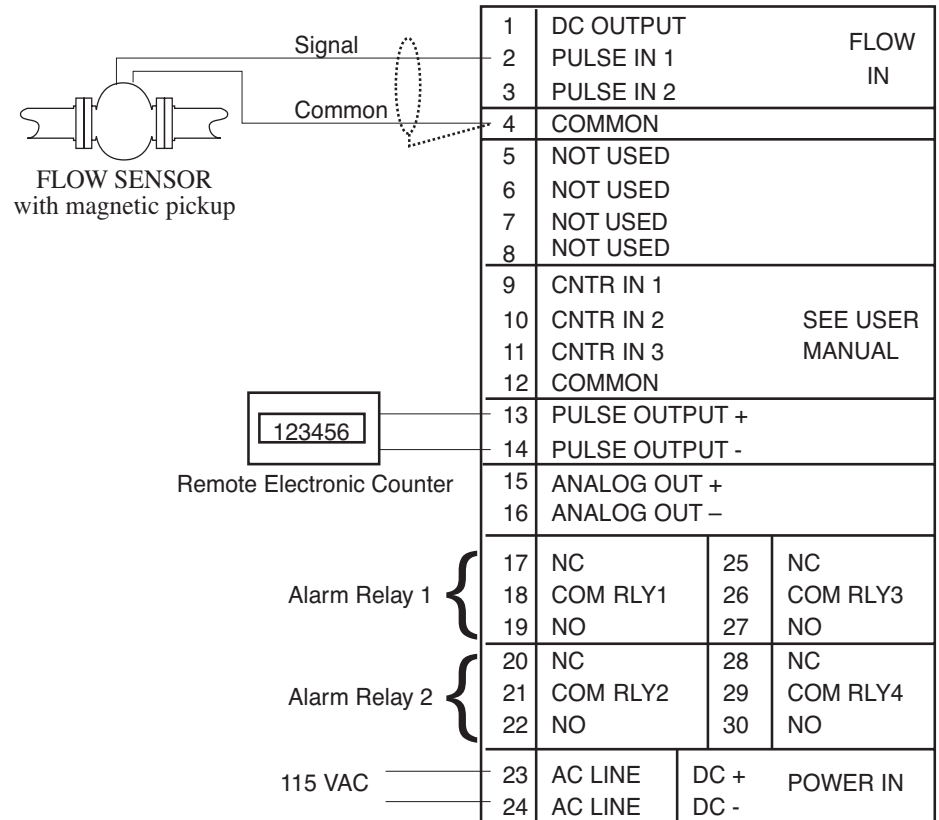 1 DC OUTPUT
FLOW IN
Signal
2 PULSE IN 1
3 PULSE IN 2
Common
4 COMMON
FLOW SENSOR
with magnetic pickup
5 NOT USED
6 NOT USED
7 NOT USED
8 NOT USED
9 CNTR IN 1
10 CNTR IN 2
11 CNTR IN 3
12 COMMON
SEE USER
MANUAL
123456
Remote Electronic Counter
13 PULSE OUTPUT +
14 PULSE OUTPUT -
15 ANALOG OUT +
16 ANALOG OUT –
Alarm Relay 1 {
17 NC 25 NC
18 COM RLY1 26 COM RLY3
19 NO 27 NO
Alarm Relay 2 {
20 NC 28 NC
21 COM RLY2 29 COM RLY4
22 NO 30 NO
115 VAC
23 AC LINE DC + POWER IN
24 AC LINE DC -